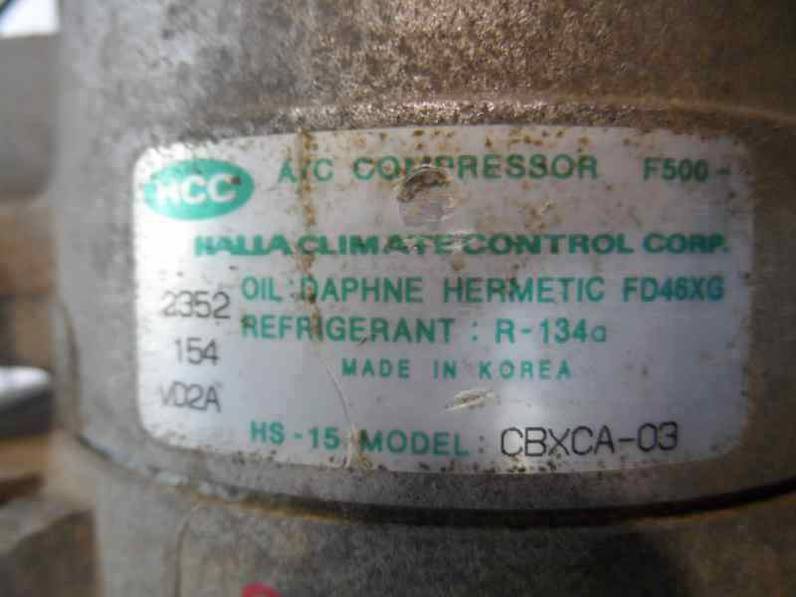 HCC A/C COMPRESSOR F500-
HALLA CLIMATE CONTROL CORP.
2352 OIL : DAPHNE HERMETIC FD46XG
REFRIGERANT : R-134a
154 MADE IN KOREA
VD2A
HS-15 MODEL : CBXCA-03